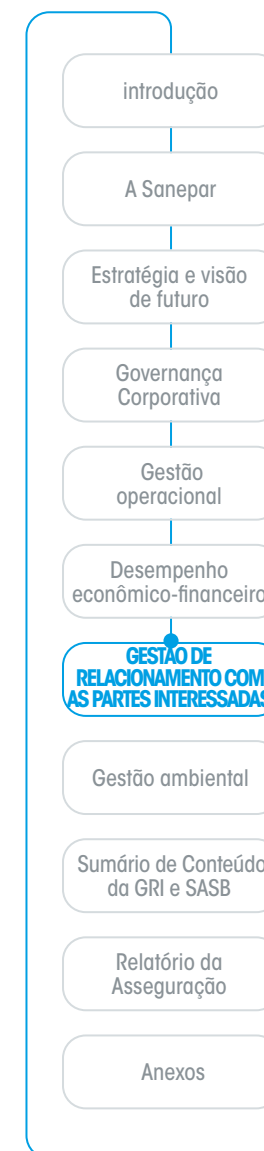 introdução
A Sanepar
Estratégia e visão
de futuro
Governança
Corporativa
Gestão
operacional
Desempenho
econômico-financeiro
GESTÃO DE
RELACIONAMENTO COM
AS PARTES INTERESSADAS
Gestão ambiental
Sumário de Conteúdo
da GRI e SASB
Relatório da
Asseguração
Anexos